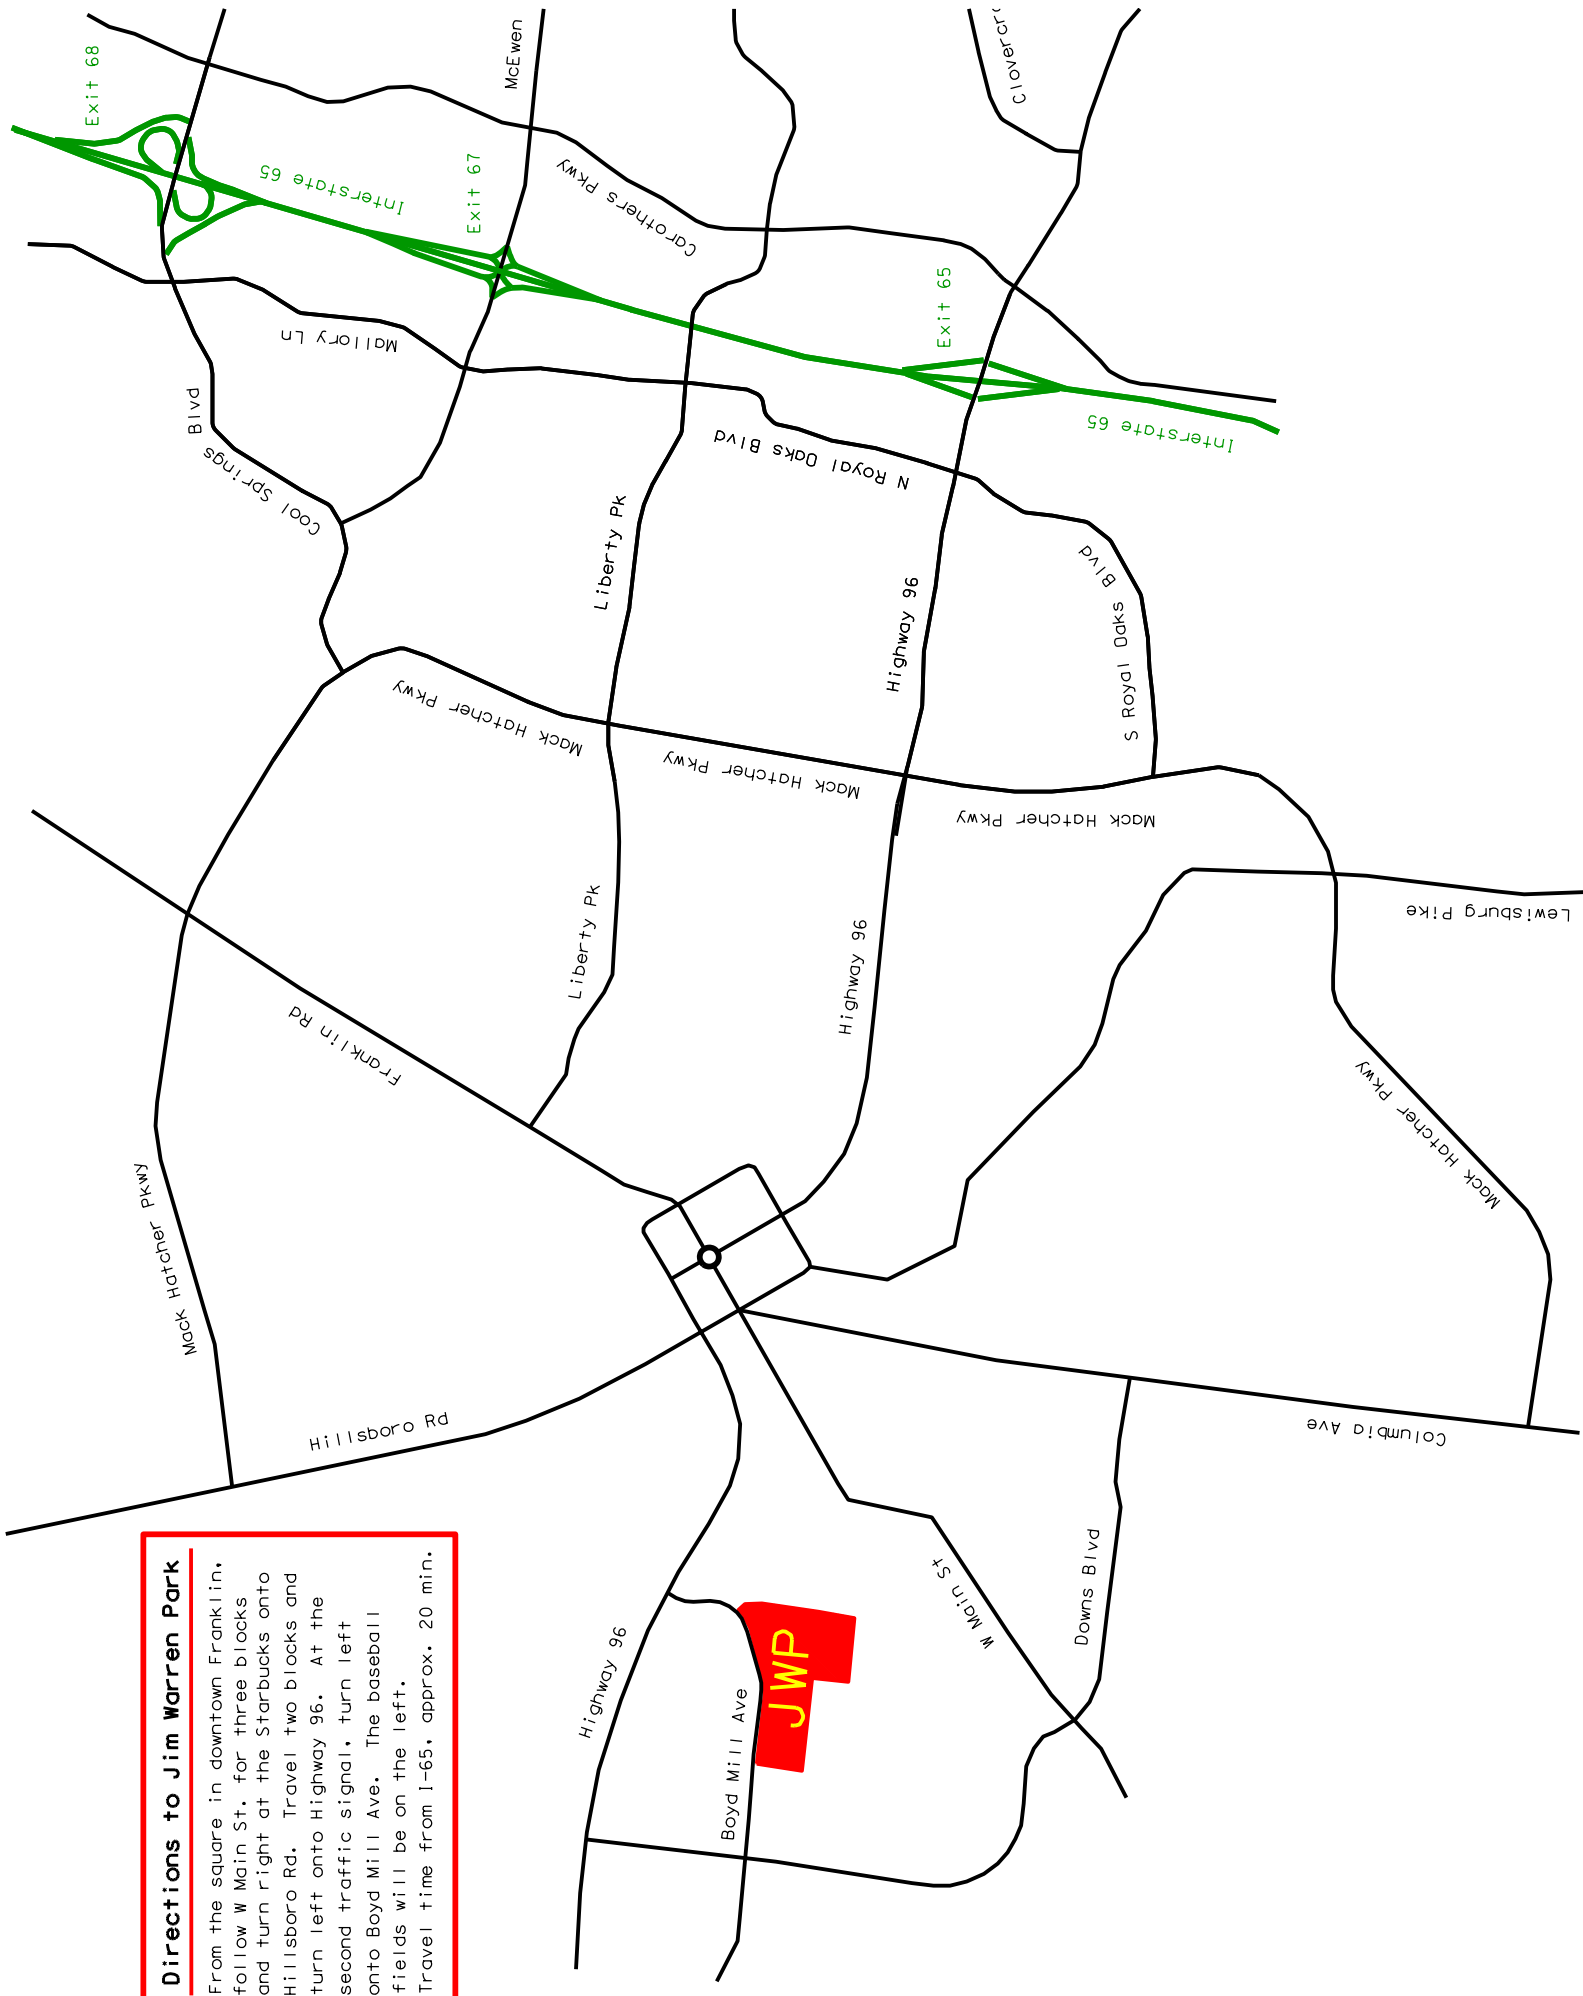 Exit 68
McEwen
Clovercro
Interstate 65
Exit 67
Carothers Pkwy
Exit 65
Mallory Ln
Interstate 65
Cool Springs Blvd
N Royal Oaks Blvd
Liberty Pk
Highway 96
S Royal Oaks Blvd
Mack Hatcher Pkwy
Mack Hatcher Pkwy
Mack Hatcher Pkwy
Lewisburg Pike
Liberty Pk
Highway 96
Franklin Rd
Mack Hatcher Pkwy
Mack Hatcher Pkwy
Hillsboro Rd
Columbia Ave
W Main St
Downs Blvd
Highway 96
Boyd Mill Ave
JWP
Directions to Jim Warren Park
From the square in downtown Franklin,
follow W Main St. for three blocks
and turn right at the Starbucks onto
Hillsboro Rd. Travel two blocks and
turn left onto Highway 96. At the
second traffic signal, turn left
onto Boyd Mill Ave. The baseball
fields will be on the left.
Travel time from I-65, approx. 20 min.